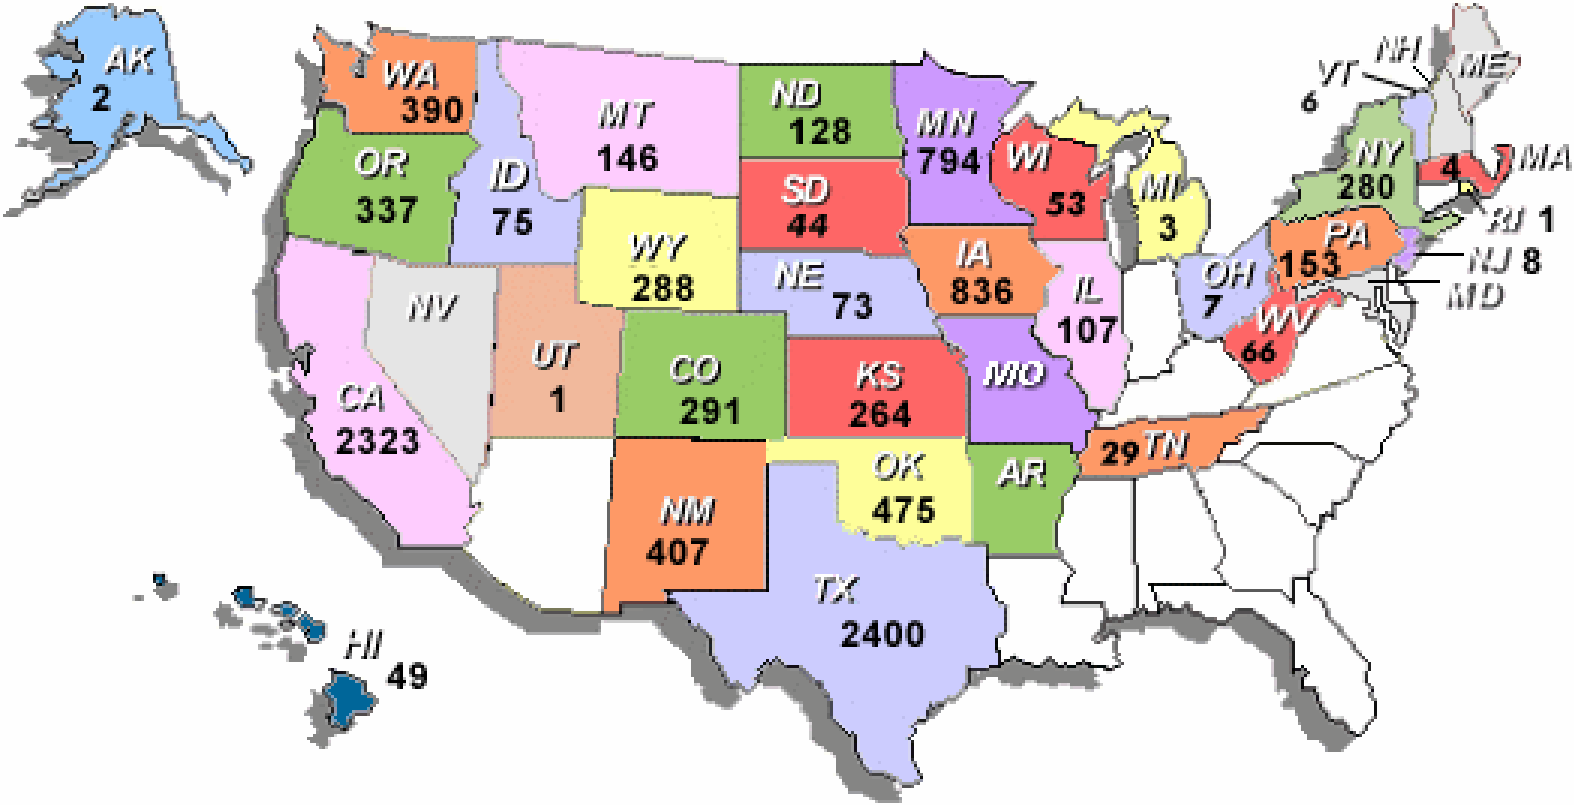 AK
2
WA
390
MT
146
ND
128
MN
794
WI
53
MI
3
VT
6
NH
ME
NY
280
4
MA
RI 1
OR
337
ID
75
WY
288
SD
44
IA
836
IL
107
OH
7
PA
153
NJ 8
MD
WV
66
NE
73
NV
UT
1
CO
291
KS
264
MO
CA
2323
29 TN
NM
407
OK
475
AR
TX
2400
HI
49